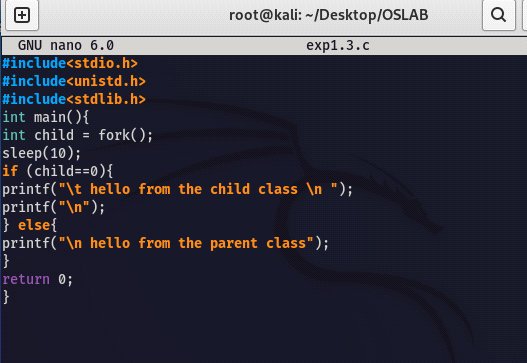 root@kali: ~/Desktop/OSLAB
GNU nano 6.0 exp1.3.c
#include<stdio.h>
#include<unistd.h>
#include<stdlib.h>
int main(){
int child = fork();
sleep(10);
if (child==0){
printf("\t hello from the child class \n ");
printf("\n");
} else{
printf("\n hello from the parent class");
}
return 0;
}